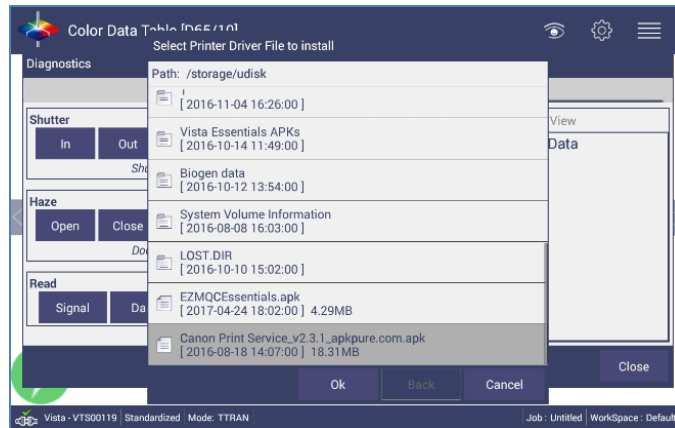 Color Data Table [D65/10]
Select Printer Driver File to install
Diagnostics
Path: /storage/udisk
[ 2016-11-04 16:26:00 ]
Shutter
View
Vista Essentials APKs
[ 2016-10-14 11:49:00 ]
In
Out
Data
Biogen data
[ 2016-10-12 13:54:00 ]
Haze
System Volume Information
[ 2016-08-08 16:03:00 ]
Open
Close
LOST.DIR
[ 2016-10-10 15:02:00 ]
Read
EZMQCEssentials.apk
[ 2017-04-24 18:02:00 ] 4.29MB
Signal
Da
Canon Print Service_v2.3.1_apkpure.com.apk
[ 2016-08-18 14:07:00 ] 18.31MB
Close
Ok
Back
Cancel
Vista - VTS00119
Standardized
Mode: TTRAN
Job : Untitled
WorkSpace : Default